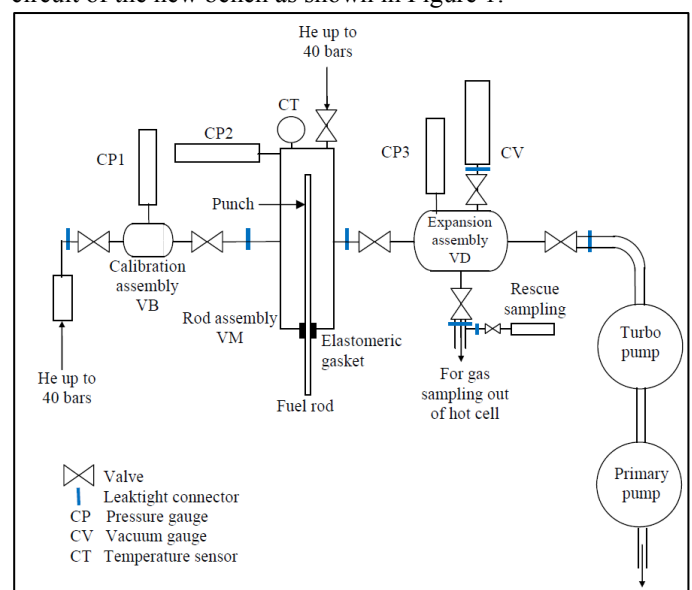 circuit of the new bench as shown in Figure 1.
He up to
40 bars
CT
CP2
CP1
CP3
CV
Punch
Expansion
assembly
VD
Calibration
assembly
VB
Rod assembly
VM
Elastomeric
gasket
Rescue
sampling
Turbo
pump
He up to
40 bars
For gas
sampling out
of hot cell
Fuel rod
Primary
pump
Valve
Leaktight connector
CP Pressure gauge
CV Vacuum gauge
CT Temperature sensor